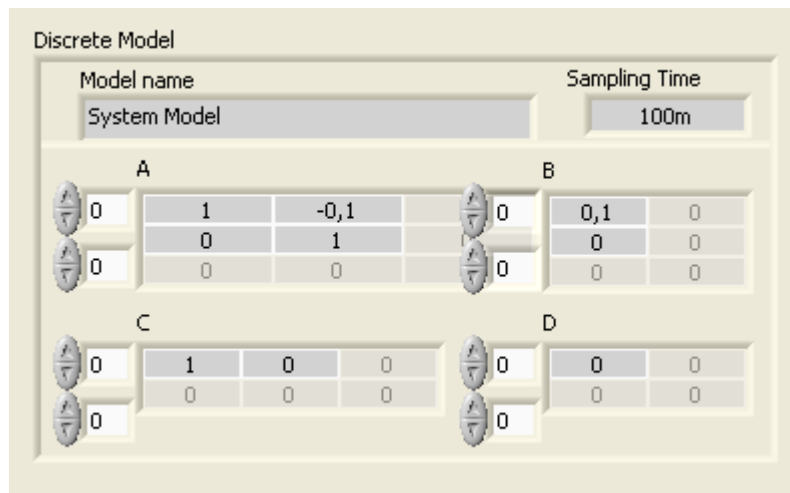 Discrete Model
Model name Sampling Time
System Model 100m
A B
0 1 -0,1 0 0,1 0
0 1 0 0
0 0 0 0 0 0
C D
0 1 0 0 0 0 0
0 0 0 0 0 0 0